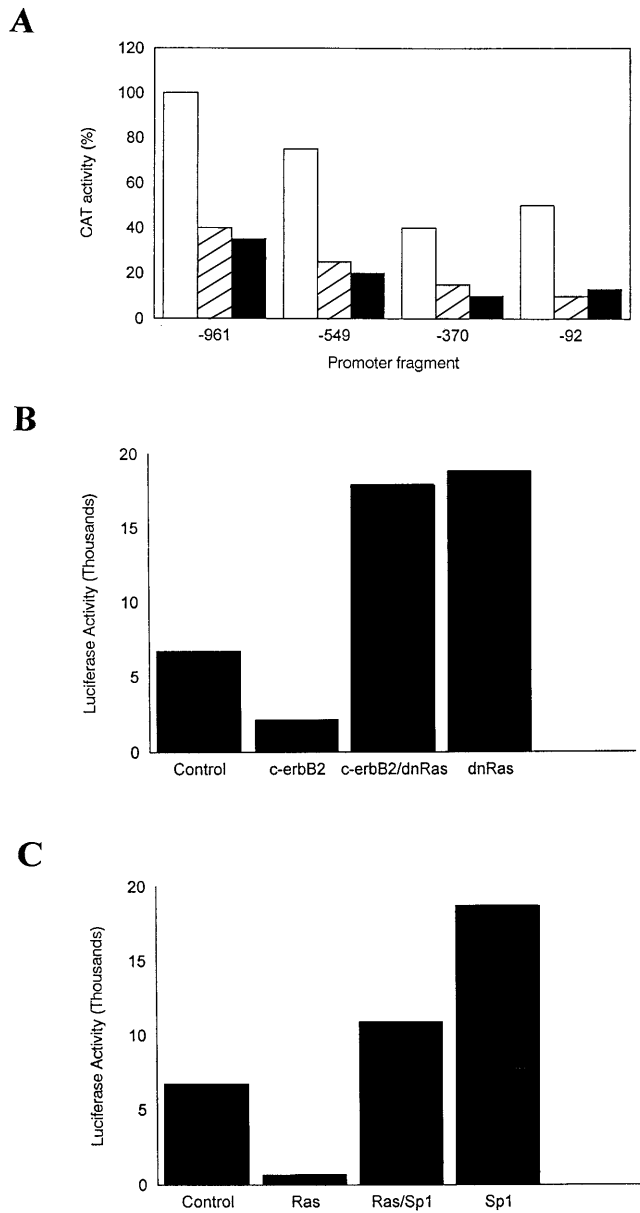 A
120
100
80
60
40
20
0
CAT activity (%)
-961 -549 -370 -92
Promoter fragment
B
20
15
10
5
0
Luciferase Activity (Thousands)
Control c-erbB2 c-erbB2/dnRas dnRas
C
20
15
10
5
0
Luciferase Activity (Thousands)
Control Ras Ras/Sp1 Sp1